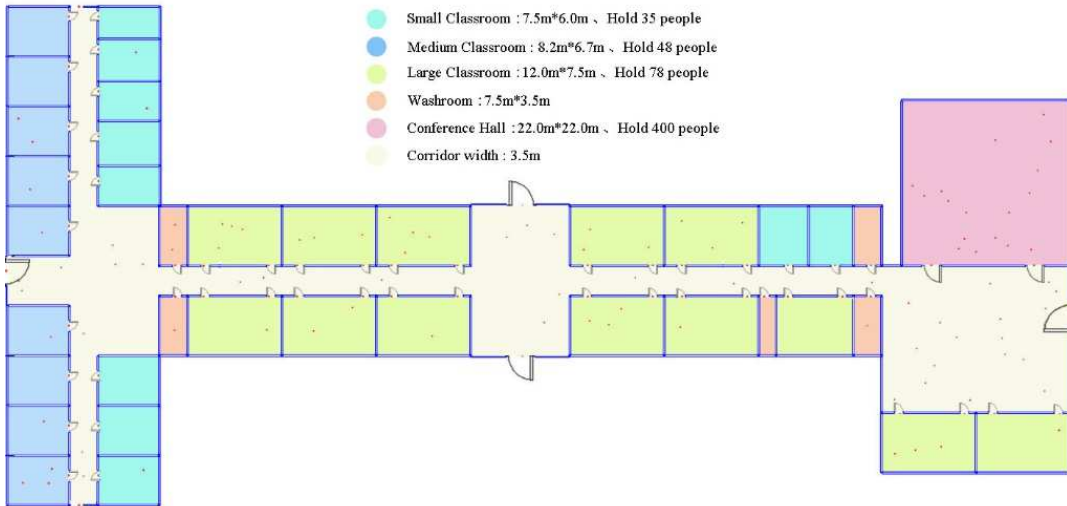 Small Classroom : 7.5m*6.0m 、 Hold 35 people
Medium Classroom : 8.2m*6.7m 、 Hold 48 people
Large Classroom : 12.0m*7.5m 、 Hold 78 people
Washroom : 7.5m*3.5m
Conference Hall : 22.0m*22.0m 、 Hold 400 people
Corridor width : 3.5m